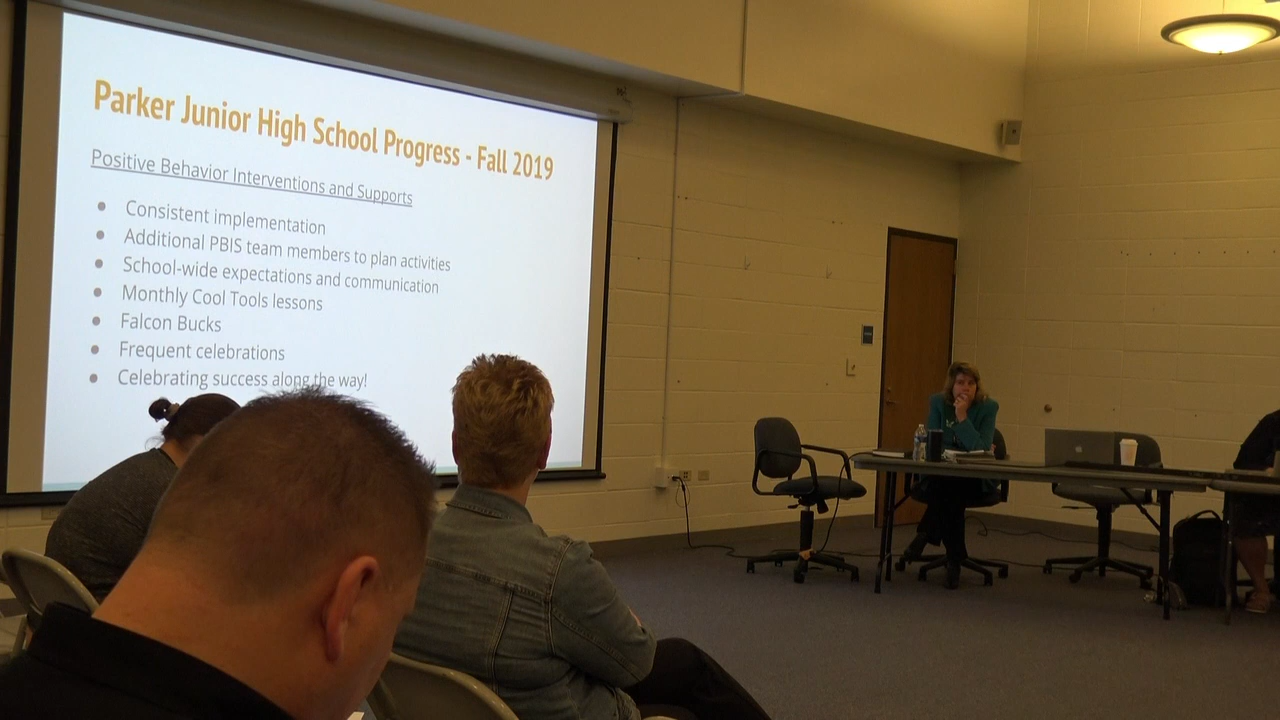 Parker Junior High School Progress - Fall 2019
Positive Behavior Interventions and Supports
Consistent implementation
Additional PBIS team members to plan activities
School-wide expectations and communication
Monthly Cool Tools lessons
Falcon Bucks
Frequent celebrations
Celebrating success along the way!